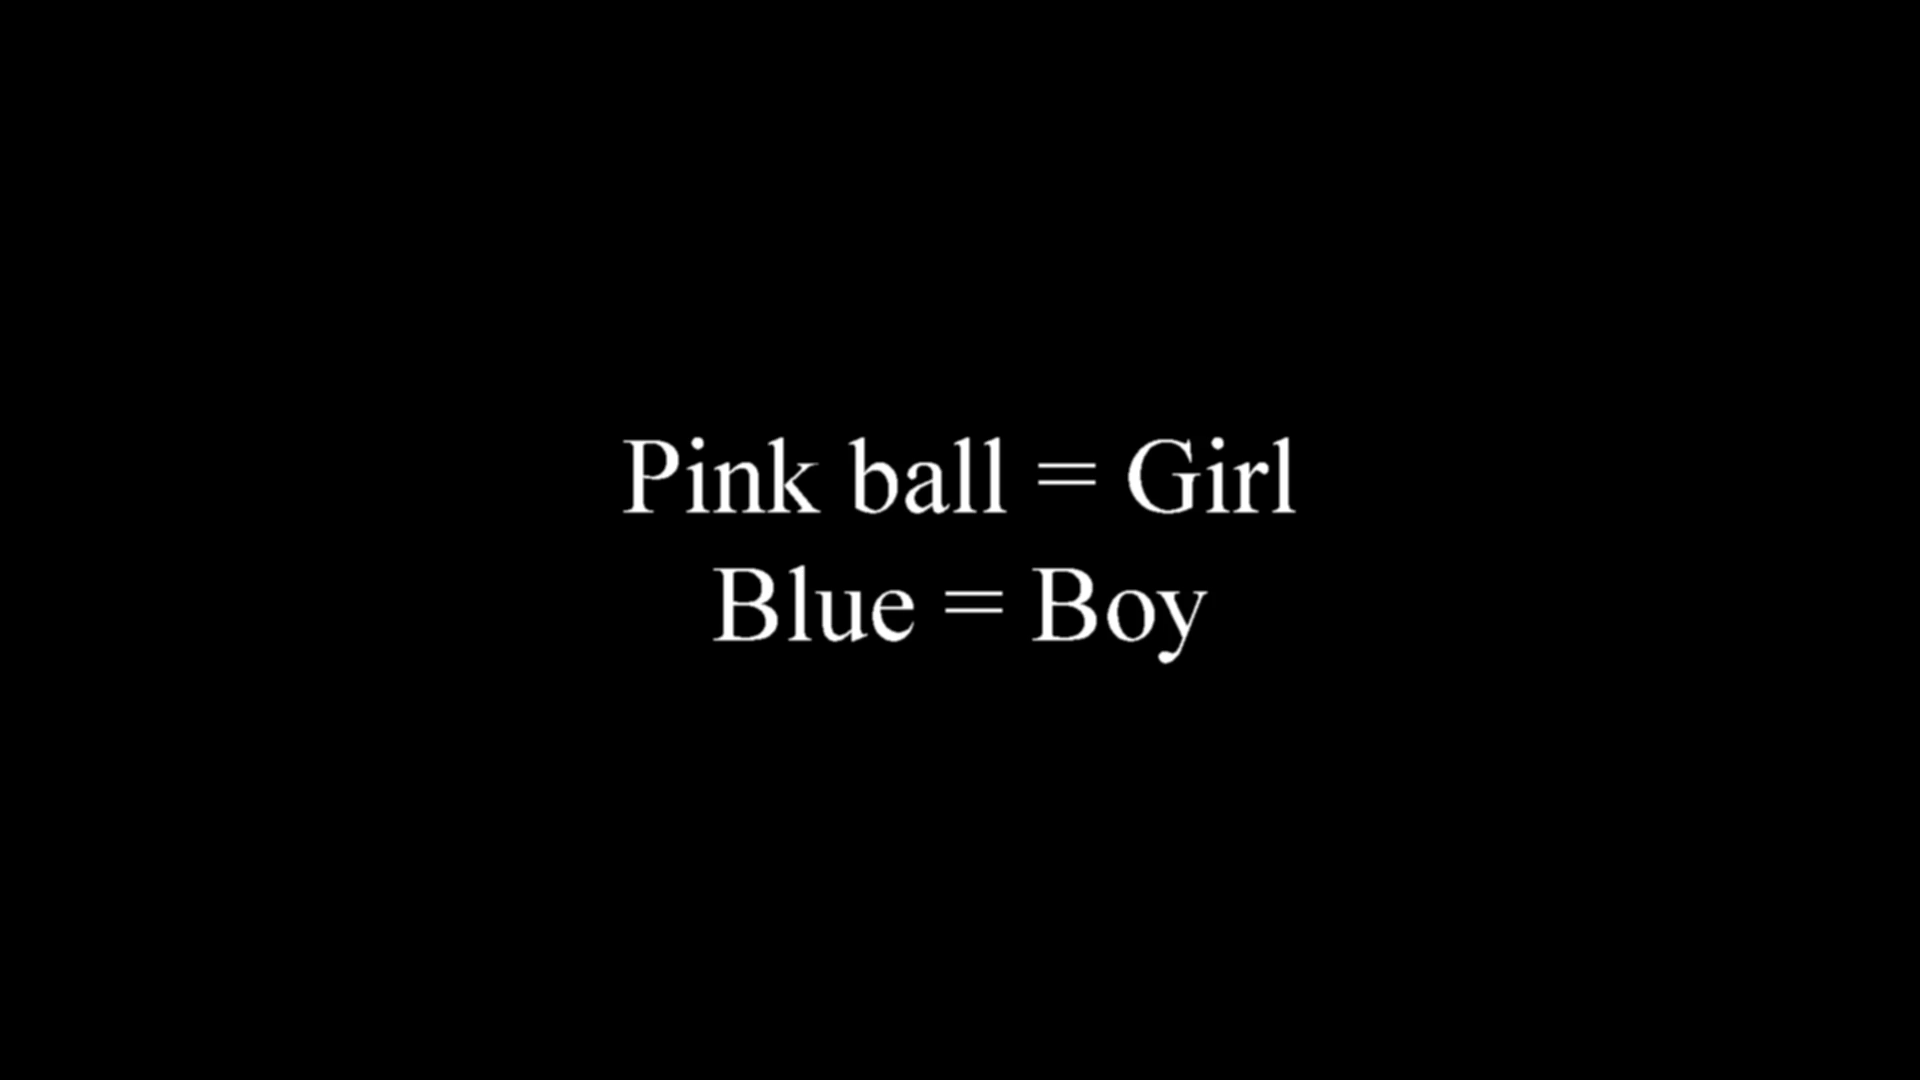 Pink ball = Girl
Blue = Boy